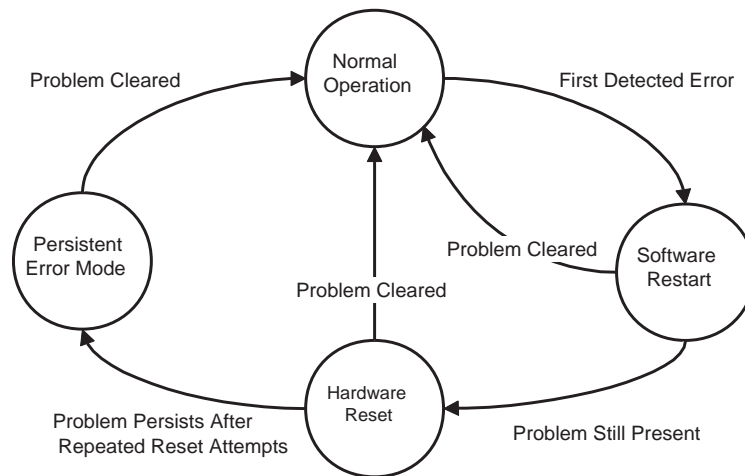 Normal
Operation
Problem Cleared
First Detected Error
Persistent
Error Mode
Problem Cleared
Software
Restart
Problem Cleared
Hardware
Reset
Problem Persists After
Repeated Reset Attempts
Problem Still Present